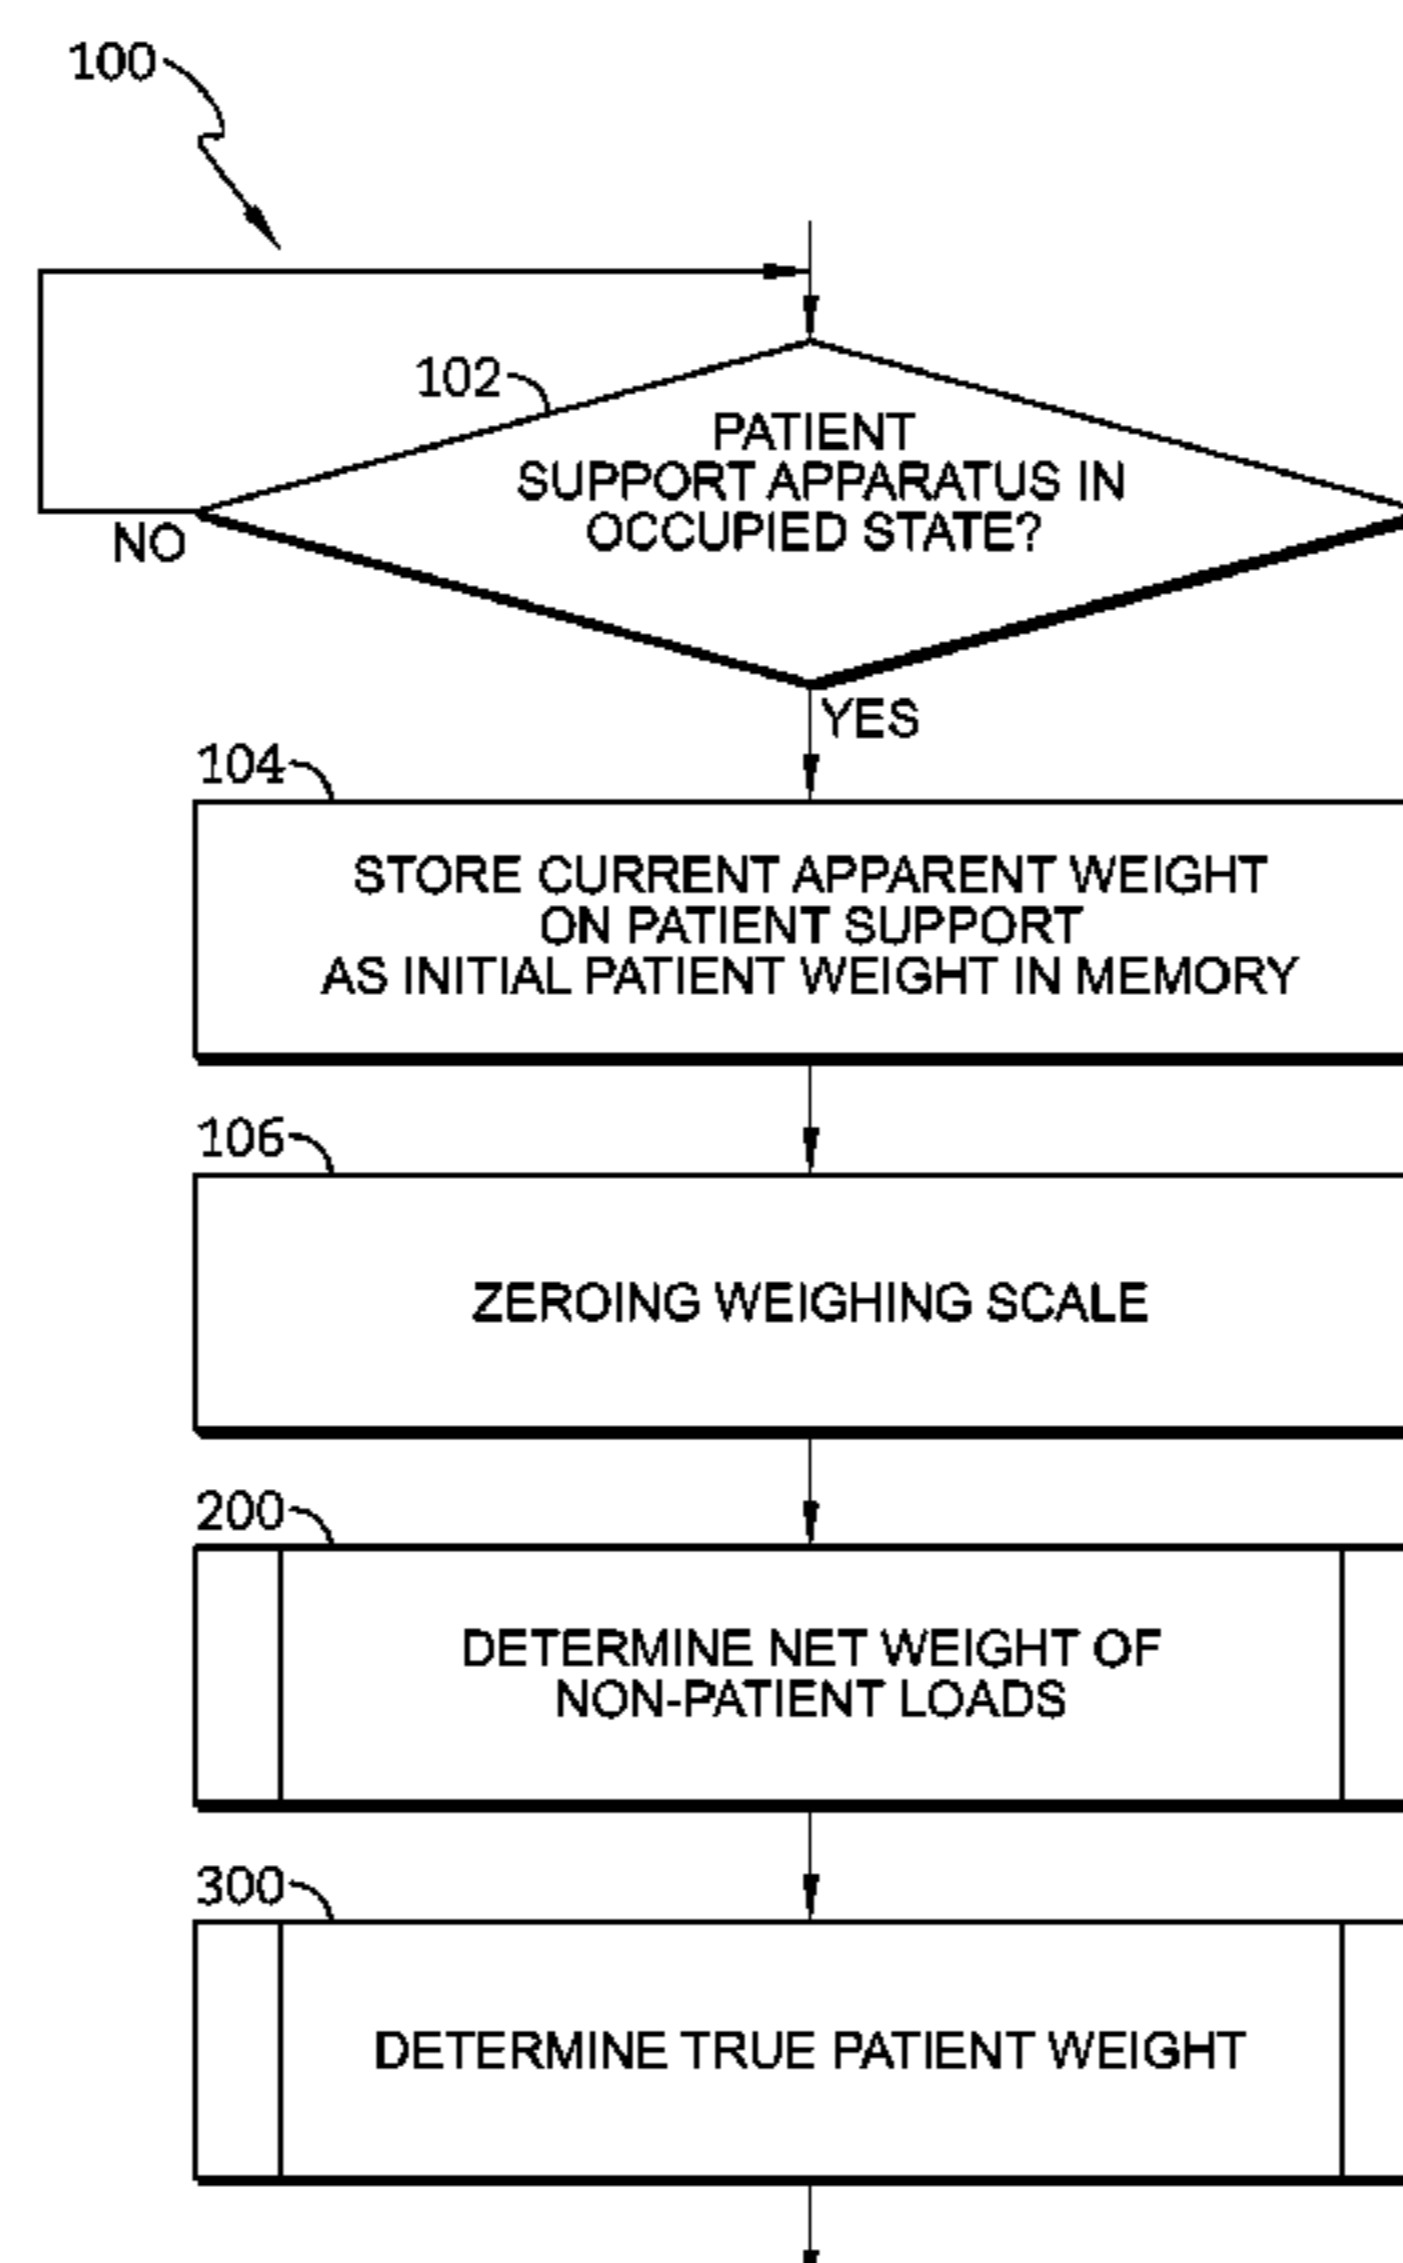 100
102
PATIENT
SUPPORT APPARATUS IN
OCCUPIED STATE?
NO
YES
104
STORE CURRENT APPARENT WEIGHT
ON PATIENT SUPPORT
AS INITIAL PATIENT WEIGHT IN MEMORY
106
ZEROING WEIGHING SCALE
200
DETERMINE NET WEIGHT OF
NON-PATIENT LOADS
300
DETERMINE TRUE PATIENT WEIGHT